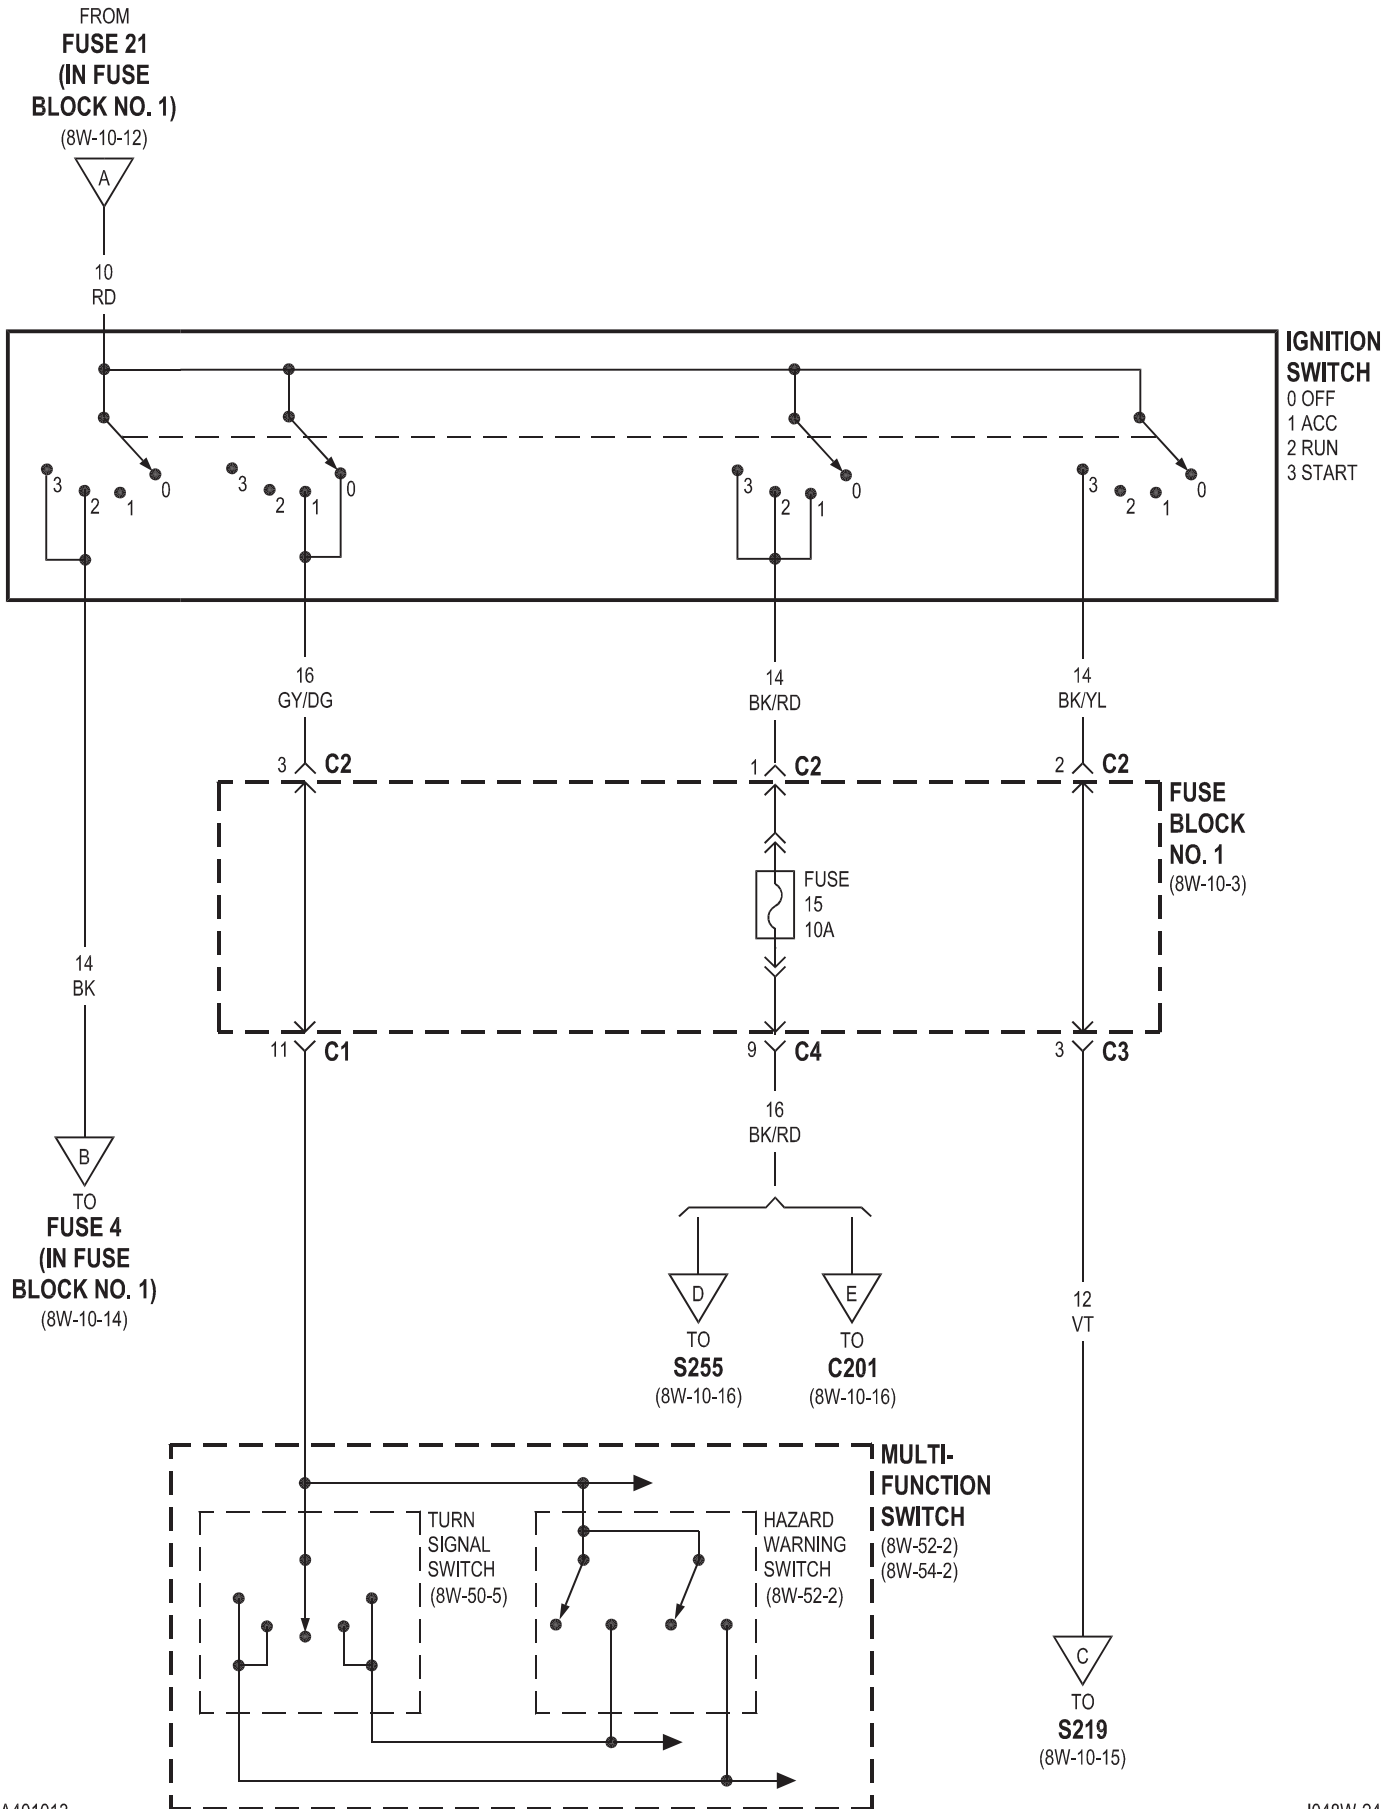 FROM
FUSE 21
(IN FUSE
BLOCK NO. 1)
(8W-10-12)
A
10
RD
IGNITION
SWITCH
0 OFF
1 ACC
2 RUN
3 START
3 2 1 0
3 2 1 0
3 2 1 0
3 2 1 0
16
GY/DG
14
BK/RD
14
BK/YL
3 C2
1 C2
2 C2
FUSE
BLOCK
NO. 1
(8W-10-3)
FUSE
15
10A
14
BK
11 C1
9 C4
3 C3
16
BK/RD
B
TO
FUSE 4
(IN FUSE
BLOCK NO. 1)
(8W-10-14)
D
TO
S255
(8W-10-16)
E
TO
C201
(8W-10-16)
12
VT
MULTI-
FUNCTION
SWITCH
(8W-52-2)
(8W-54-2)
TURN
SIGNAL
SWITCH
(8W-50-5)
HAZARD
WARNING
SWITCH
(8W-52-2)
C
TO
S219
(8W-10-15)